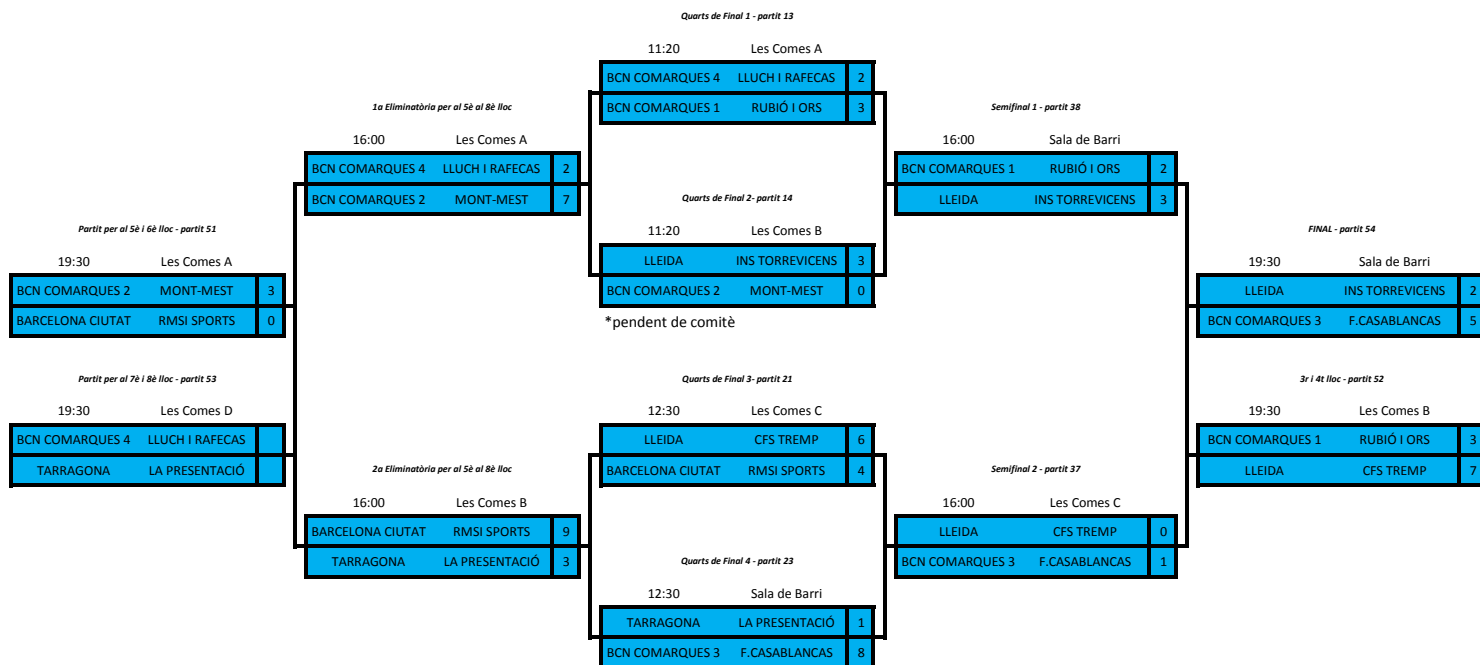 Quarts de Final 1 - partit 13
11:20 Les Comes A
BCN COMARQUES 4 LLUCH I RAFECAS 2
BCN COMARQUES 1 RUBIÓ I ORS 3
1a Eliminatòria per al 5è al 8è lloc
16:00 Les Comes A
BCN COMARQUES 4 LLUCH I RAFECAS 2
BCN COMARQUES 2 MONT-MEST 7
Semifinal 1 - partit 38
16:00 Sala de Barri
BCN COMARQUES 1 RUBIÓ I ORS 2
LLEIDA INS TORREVICENS 3
Quarts de Final 2- partit 14
11:20 Les Comes B
LLEIDA INS TORREVICENS 3
BCN COMARQUES 2 MONT-MEST 0
*pendent de comitè
Partit per al 5è i 6è lloc - partit 51
19:30 Les Comes A
BCN COMARQUES 2 MONT-MEST 3
BARCELONA CIUTAT RMSI SPORTS 0
FINAL - partit 54
19:30 Sala de Barri
LLEIDA INS TORREVICENS 2
BCN COMARQUES 3 F.CASABLANCAS 5
Partit per al 7è i 8è lloc - partit 53
19:30 Les Comes D
BCN COMARQUES 4 LLUCH I RAFECAS
TARRAGONA LA PRESENTACIÓ
Quarts de Final 3- partit 21
12:30 Les Comes C
LLEIDA CFS TREMP 6
BARCELONA CIUTAT RMSI SPORTS 4
3r i 4t lloc - partit 52
19:30 Les Comes B
BCN COMARQUES 1 RUBIÓ I ORS 3
LLEIDA CFS TREMP 7
2a Eliminatòria per al 5è al 8è lloc
16:00 Les Comes B
BARCELONA CIUTAT RMSI SPORTS 9
TARRAGONA LA PRESENTACIÓ 3
Semifinal 2 - partit 37
16:00 Les Comes C
LLEIDA CFS TREMP 0
BCN COMARQUES 3 F.CASABLANCAS 1
Quarts de Final 4 - partit 23
12:30 Sala de Barri
TARRAGONA LA PRESENTACIÓ 1
BCN COMARQUES 3 F.CASABLANCAS 8